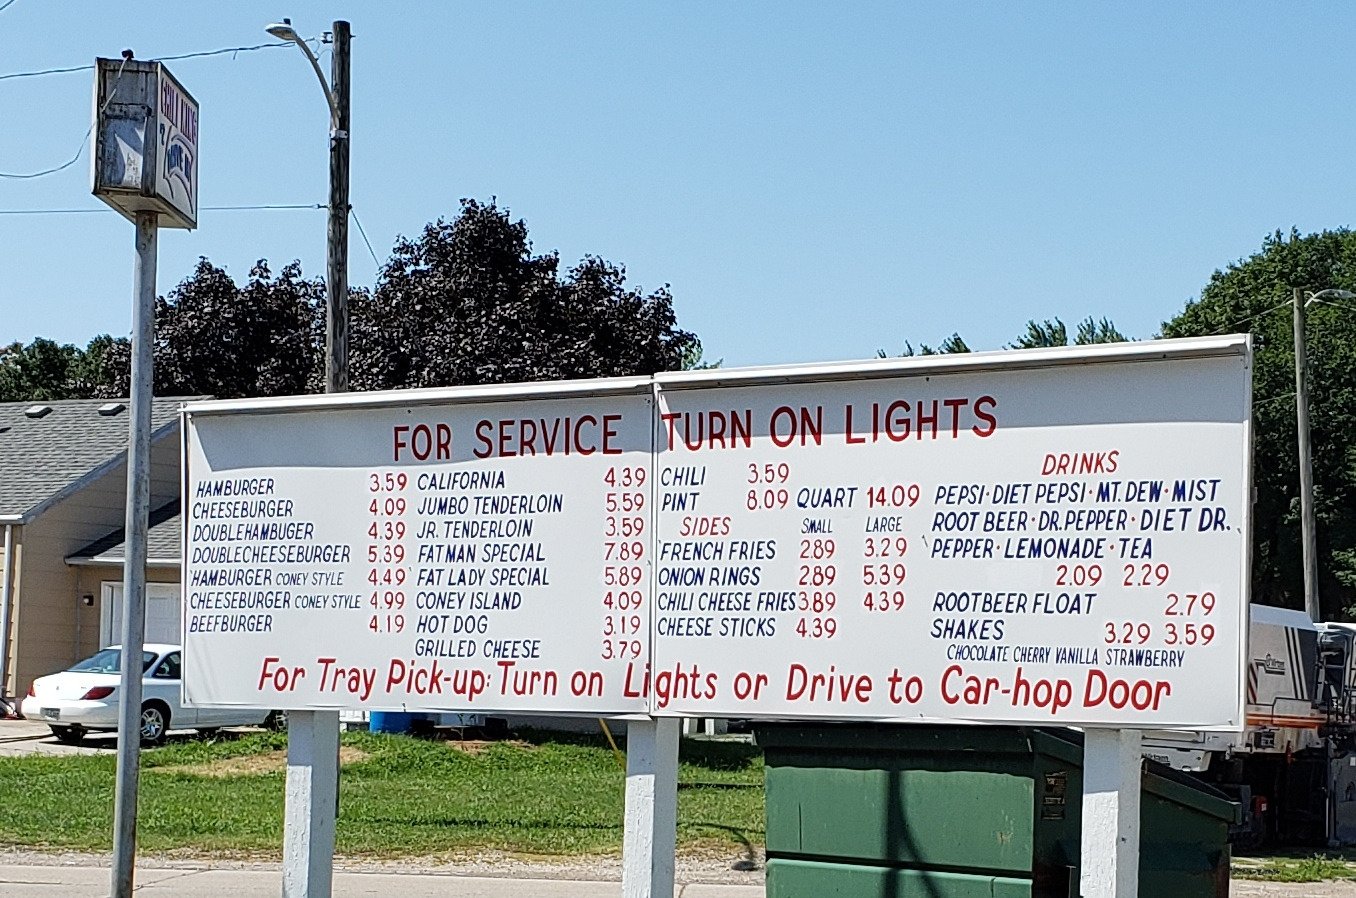 CHILI KING
FOR SERVICE TURN ON LIGHTS
HAMBURGER 3.59
CHEESEBURGER 4.09
DOUBLEHAMBUGER 4.39
DOUBLECHEESEBURGER 5.39
HAMBURGER CONEY STYLE 4.49
CHEESEBURGER CONEY STYLE 4.99
BEEFBURGER 4.19
CALIFORNIA 4.39
JUMBO TENDERLOIN 5.59
JR. TENDERLOIN 3.59
FATMAN SPECIAL 7.89
FAT LADY SPECIAL 5.89
CONEY ISLAND 4.09
HOT DOG 3.19
GRILLED CHEESE 3.79
CHILI 3.59
PINT 8.09 QUART 14.09
SIDES SMALL LARGE
FRENCH FRIES 2.89 3.29
ONION RINGS 2.89 5.39
CHILI CHEESE FRIES 3.89 4.39
CHEESE STICKS 4.39
DRINKS
PEPSI · DIET PEPSI · MT. DEW · MIST
ROOT BEER · DR. PEPPER · DIET DR.
PEPPER · LEMONADE · TEA
2.09 2.29
ROOTBEER FLOAT 2.79
SHAKES 3.29 3.59
CHOCOLATE CHERRY VANILLA STRAWBERRY
For Tray Pick-up: Turn on Lights or Drive to Car-hop Door